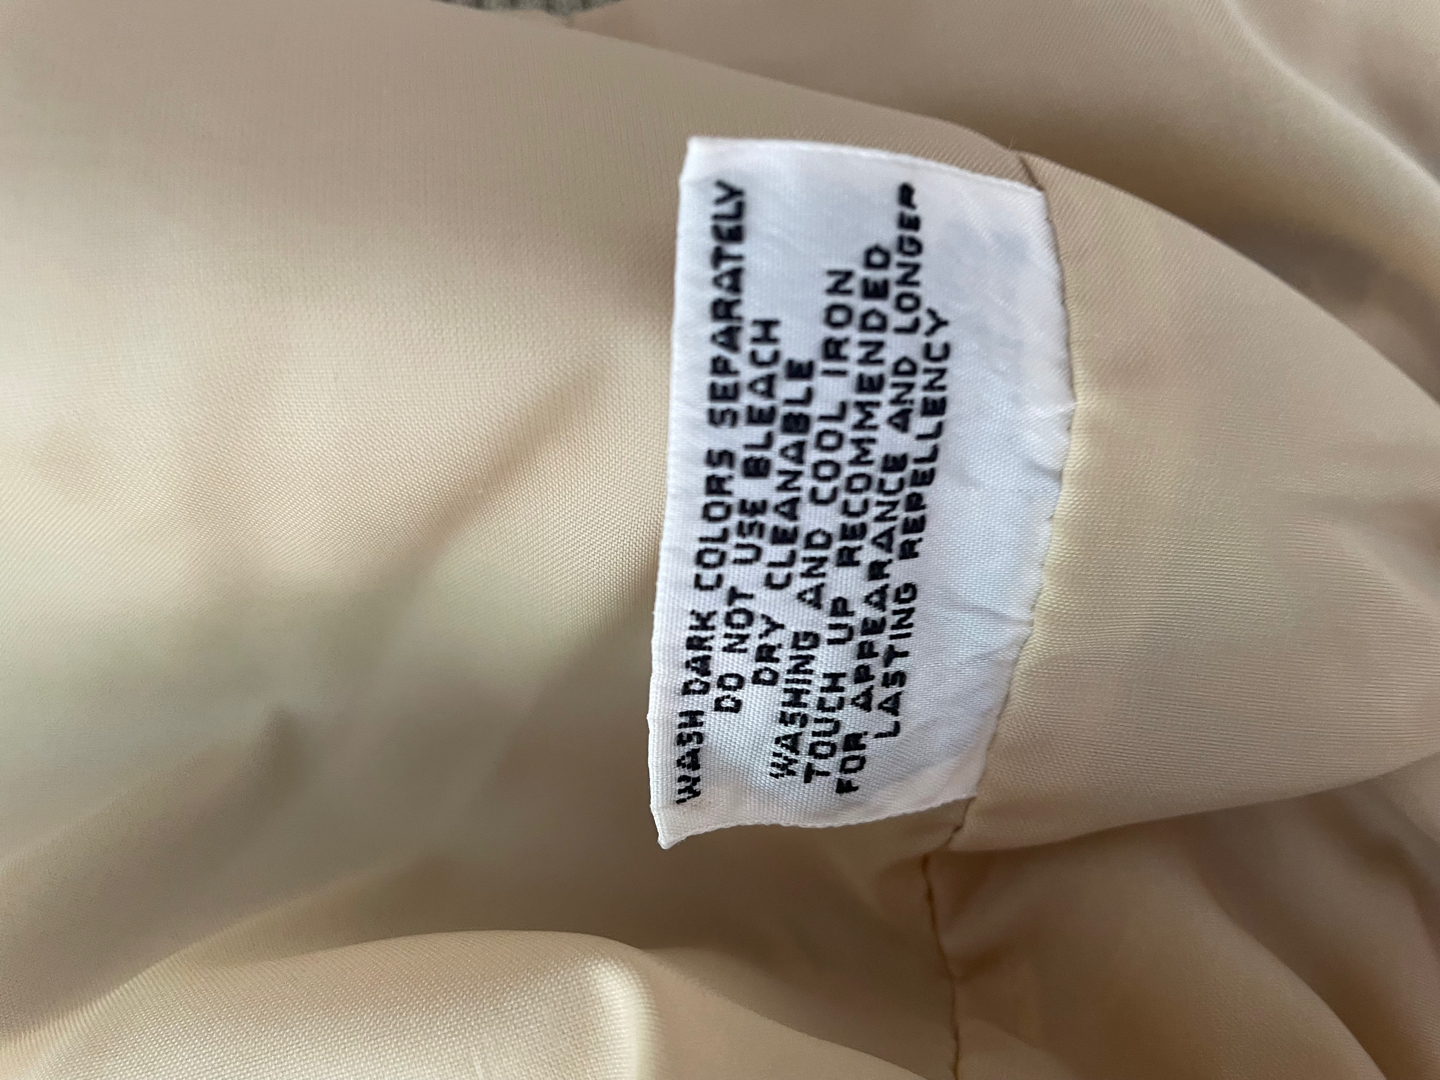 WASH DARK COLORS SEPARATELY
DO NOT USE BLEACH
DRY CLEANABLE
WASHING AND COOL IRON
TOUCH UP RECOMMENDED
FOR APPEARANCE AND LONGER
LASTING REPELLENCY